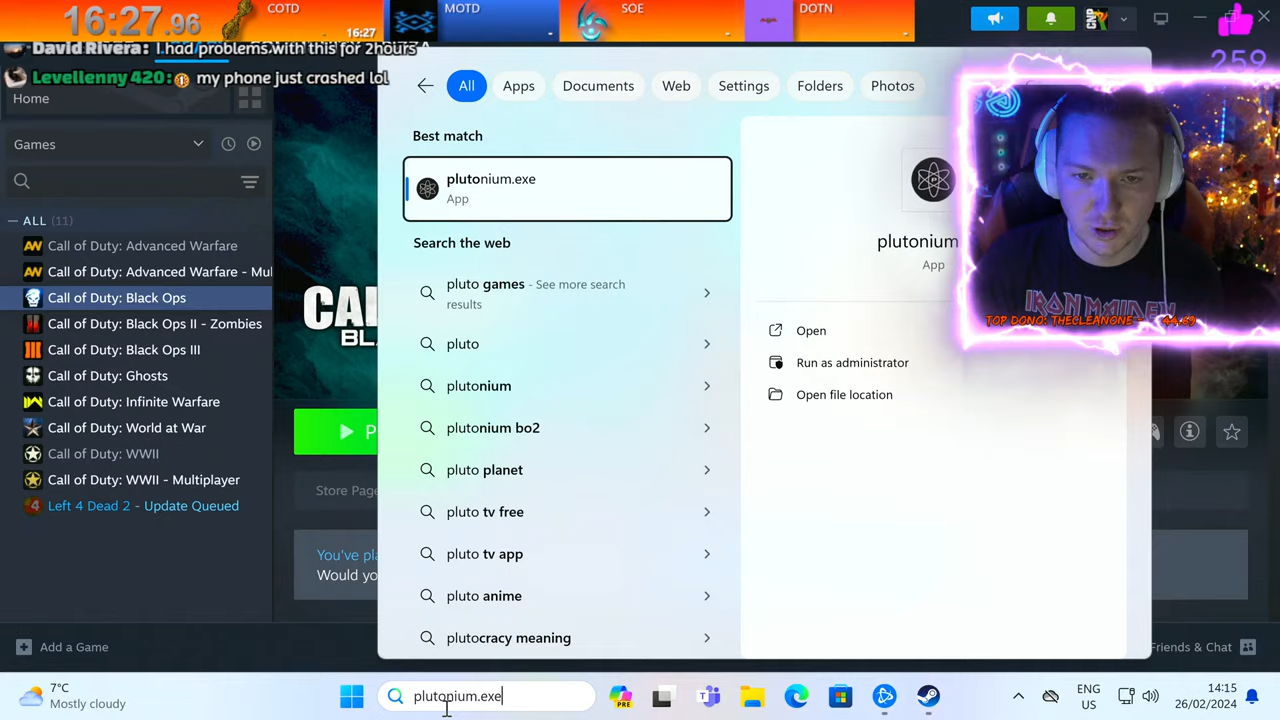 16:27.96
COTD
16:27
MOTD
-
SOE
-
DOTN
-
David Rivera: I had problems with this for 2hours
Levellenny 420: my phone just crashed lol
259
Home
Games
ALL (11)
Call of Duty: Advanced Warfare
Call of Duty: Advanced Warfare - Mul
Call of Duty: Black Ops
Call of Duty: Black Ops II - Zombies
Call of Duty: Black Ops III
Call of Duty: Ghosts
Call of Duty: Infinite Warfare
Call of Duty: World at War
Call of Duty: WWII
Call of Duty: WWII - Multiplayer
Left 4 Dead 2 - Update Queued
Add a Game
CA
BL
P
Store Page
You've pla
Would yo
All
Apps
Documents
Web
Settings
Folders
Photos
Best match
plutonium.exe
App
Search the web
pluto games - See more search
results
pluto
plutonium
plutonium bo2
pluto planet
pluto tv free
pluto tv app
pluto anime
plutocracy meaning
plutonium
App
Open
Run as administrator
Open file location
IRON MAIDEN
TOP DONO: THECLEANONE
44.69
Friends & Chat
7°C
Mostly cloudy
plutonium.exe
PRE
ENG
US
14:15
26/02/2024